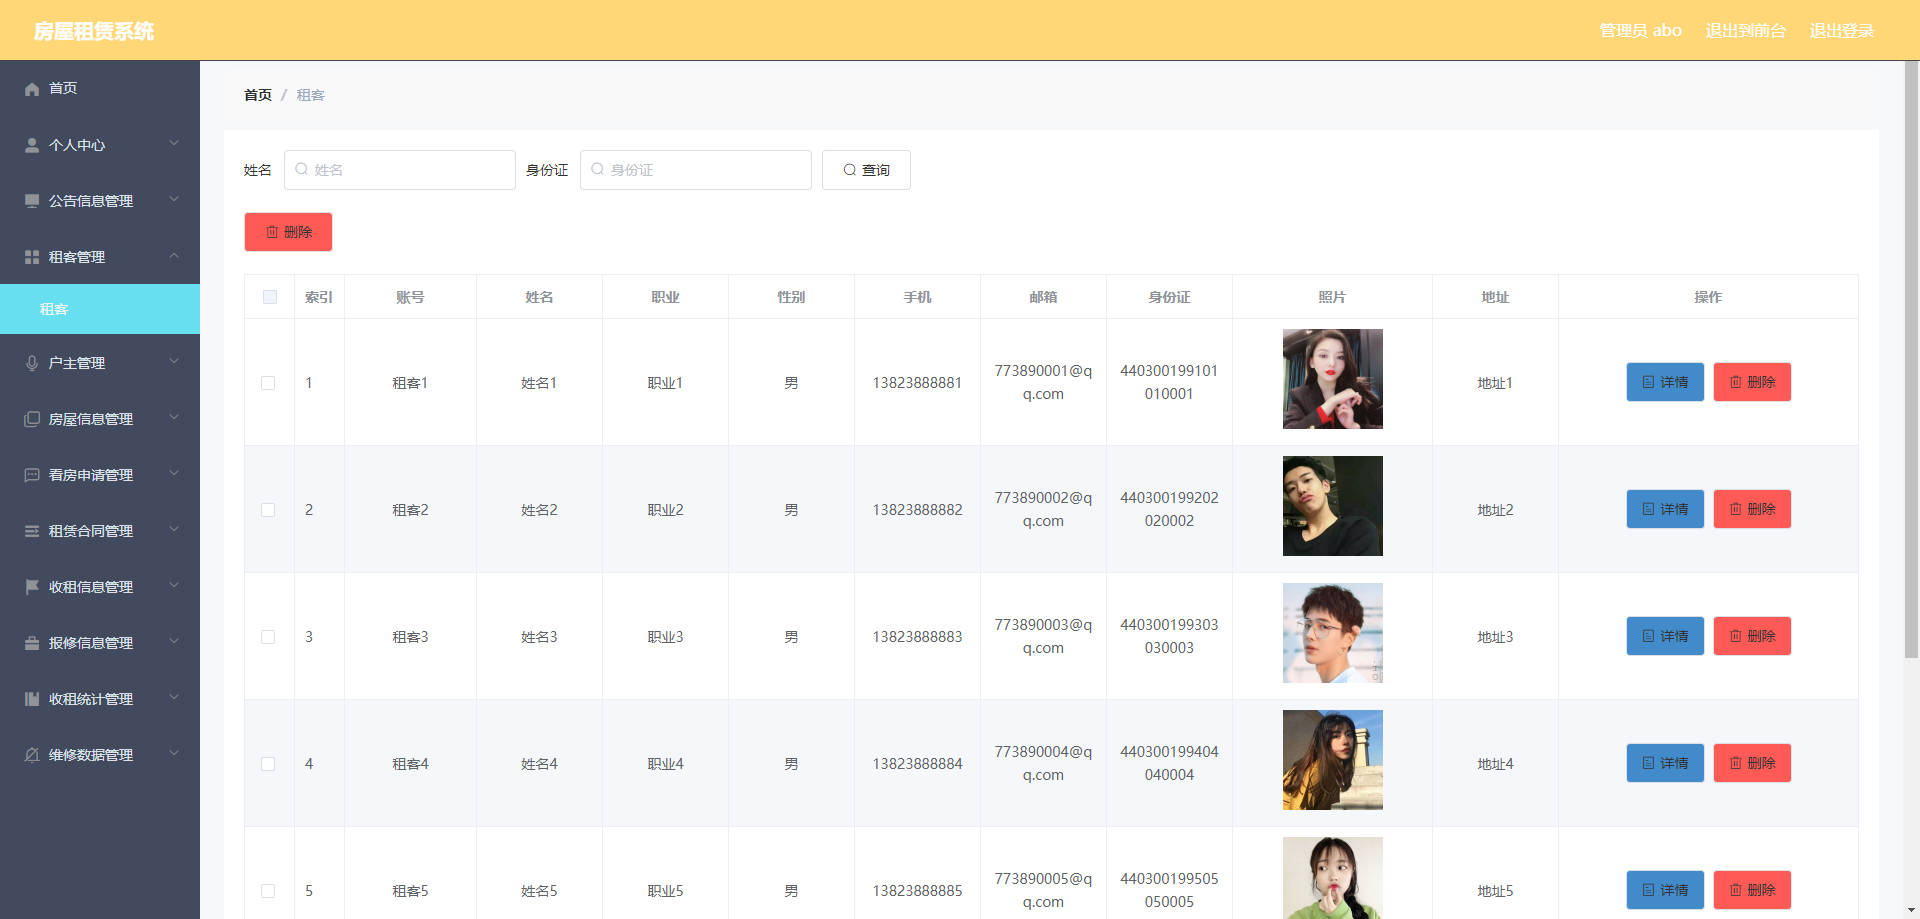 房屋租赁系统
管理员 abo 退出到前台 退出登录
首页
个人中心
公告信息管理
租客管理
租客
户主管理
房屋信息管理
看房申请管理
租赁合同管理
收租信息管理
报修信息管理
收租统计管理
维修数据管理
首页 / 租客
姓名 姓名 身份证 身份证 查询
删除
索引 账号 姓名 职业 性别 手机 邮箱 身份证 照片 地址 操作
1 租客1 姓名1 职业1 男 13823888881 773890001@q 440300199101 地址1 详情 删除
q.com 010001
2 租客2 姓名2 职业2 男 13823888882 773890002@q 440300199202 地址2 详情 删除
q.com 020002
3 租客3 姓名3 职业3 男 13823888883 773890003@q 440300199303 地址3 详情 删除
q.com 030003
4 租客4 姓名4 职业4 男 13823888884 773890004@q 440300199404 地址4 详情 删除
q.com 040004
5 租客5 姓名5 职业5 男 13823888885 773890005@q 440300199505 地址5 详情 删除
q.com 050005